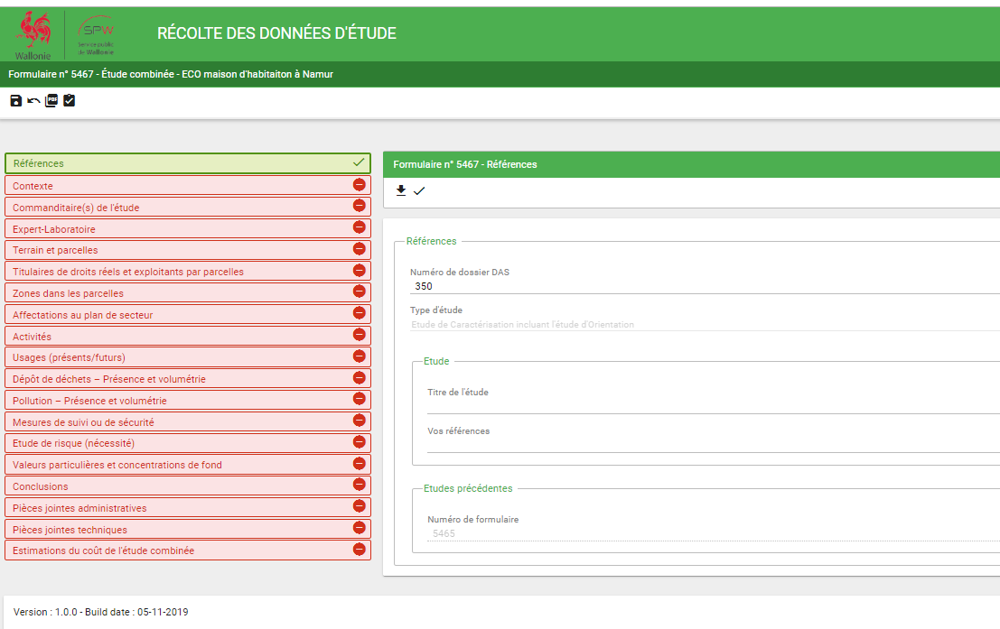 Wallonie
SPW
Service public
de Wallonie
RÉCOLTE DES DONNÉES D'ÉTUDE
Formulaire n° 5467 - Étude combinée - ECO maison d'habitaiton à Namur
PDF
Références
Contexte
Commanditaire(s) de l'étude
Expert-Laboratoire
Terrain et parcelles
Titulaires de droits réels et exploitants par parcelles
Zones dans les parcelles
Affectations au plan de secteur
Activités
Usages (présents/futurs)
Dépôt de déchets – Présence et volumétrie
Pollution – Présence et volumétrie
Mesures de suivi ou de sécurité
Etude de risque (nécessité)
Valeurs particulières et concentrations de fond
Conclusions
Pièces jointes administratives
Pièces jointes techniques
Estimations du coût de l'étude combinée
Formulaire n° 5467 - Références
Références
Numéro de dossier DAS
350
Type d'étude
Etude de Caractérisation incluant l'étude d'Orientation
Etude
Titre de l'étude
Vos références
Etudes précédentes
Numéro de formulaire
5465
Version : 1.0.0 - Build date : 05-11-2019